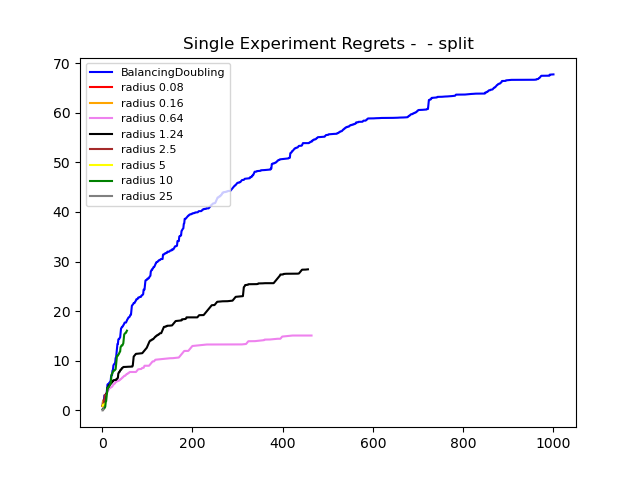 Single Experiment Regrets -  - split
BalancingDoubling
radius 0.08
radius 0.16
radius 0.64
radius 1.24
radius 2.5
radius 5
radius 10
radius 25
70
60
50
40
30
20
10
0
0 200 400 600 800 1000